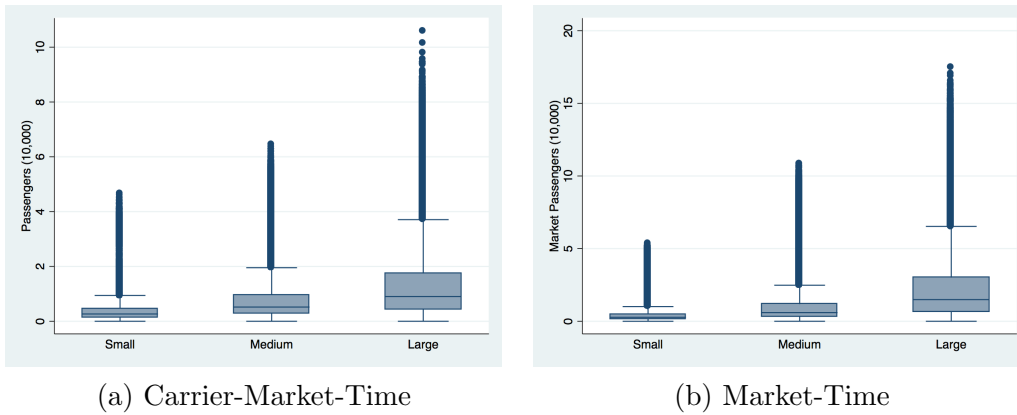 Passengers (10,000)
10
8
6
4
2
0
Small Medium Large
(a) Carrier-Market-Time
Market Passengers (10,000)
20
15
10
5
0
Small Medium Large
(b) Market-Time